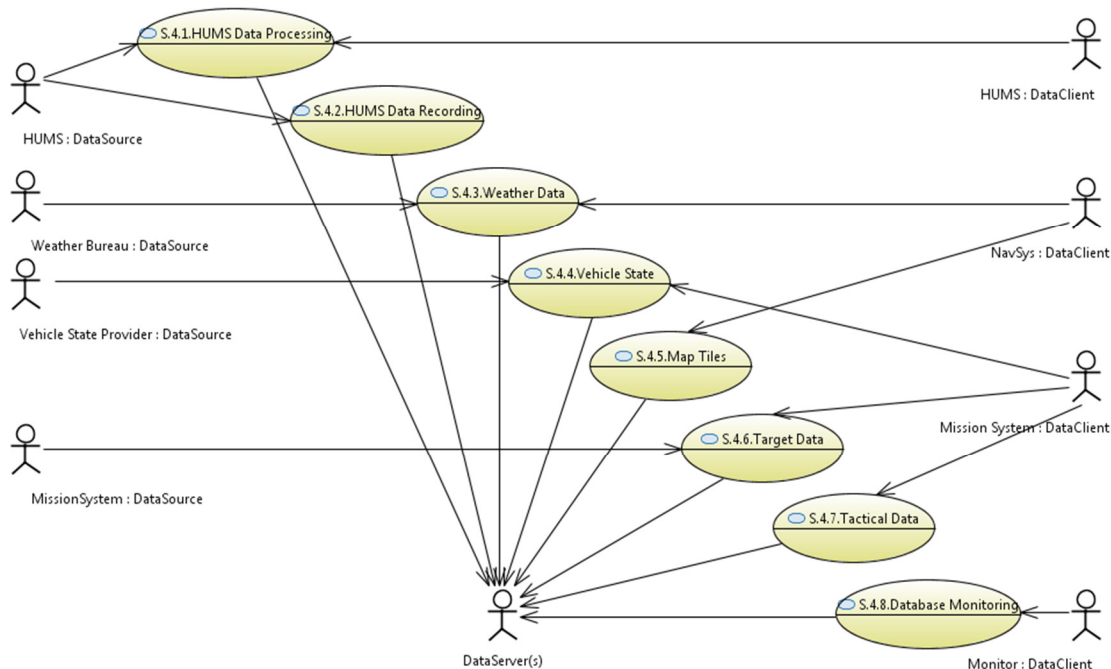 S.4.1.HUMS Data Processing
HUMS : DataClient
S.4.2.HUMS Data Recording
HUMS : DataSource
S.4.3.Weather Data
Weather Bureau : DataSource
NavSys : DataClient
S.4.4.Vehicle State
Vehicle State Provider : DataSource
S.4.5.Map Tiles
Mission System : DataClient
S.4.6.Target Data
MissionSystem : DataSource
S.4.7.Tactical Data
S.4.8.Database Monitoring
DataServer(s)
Monitor : DataClient